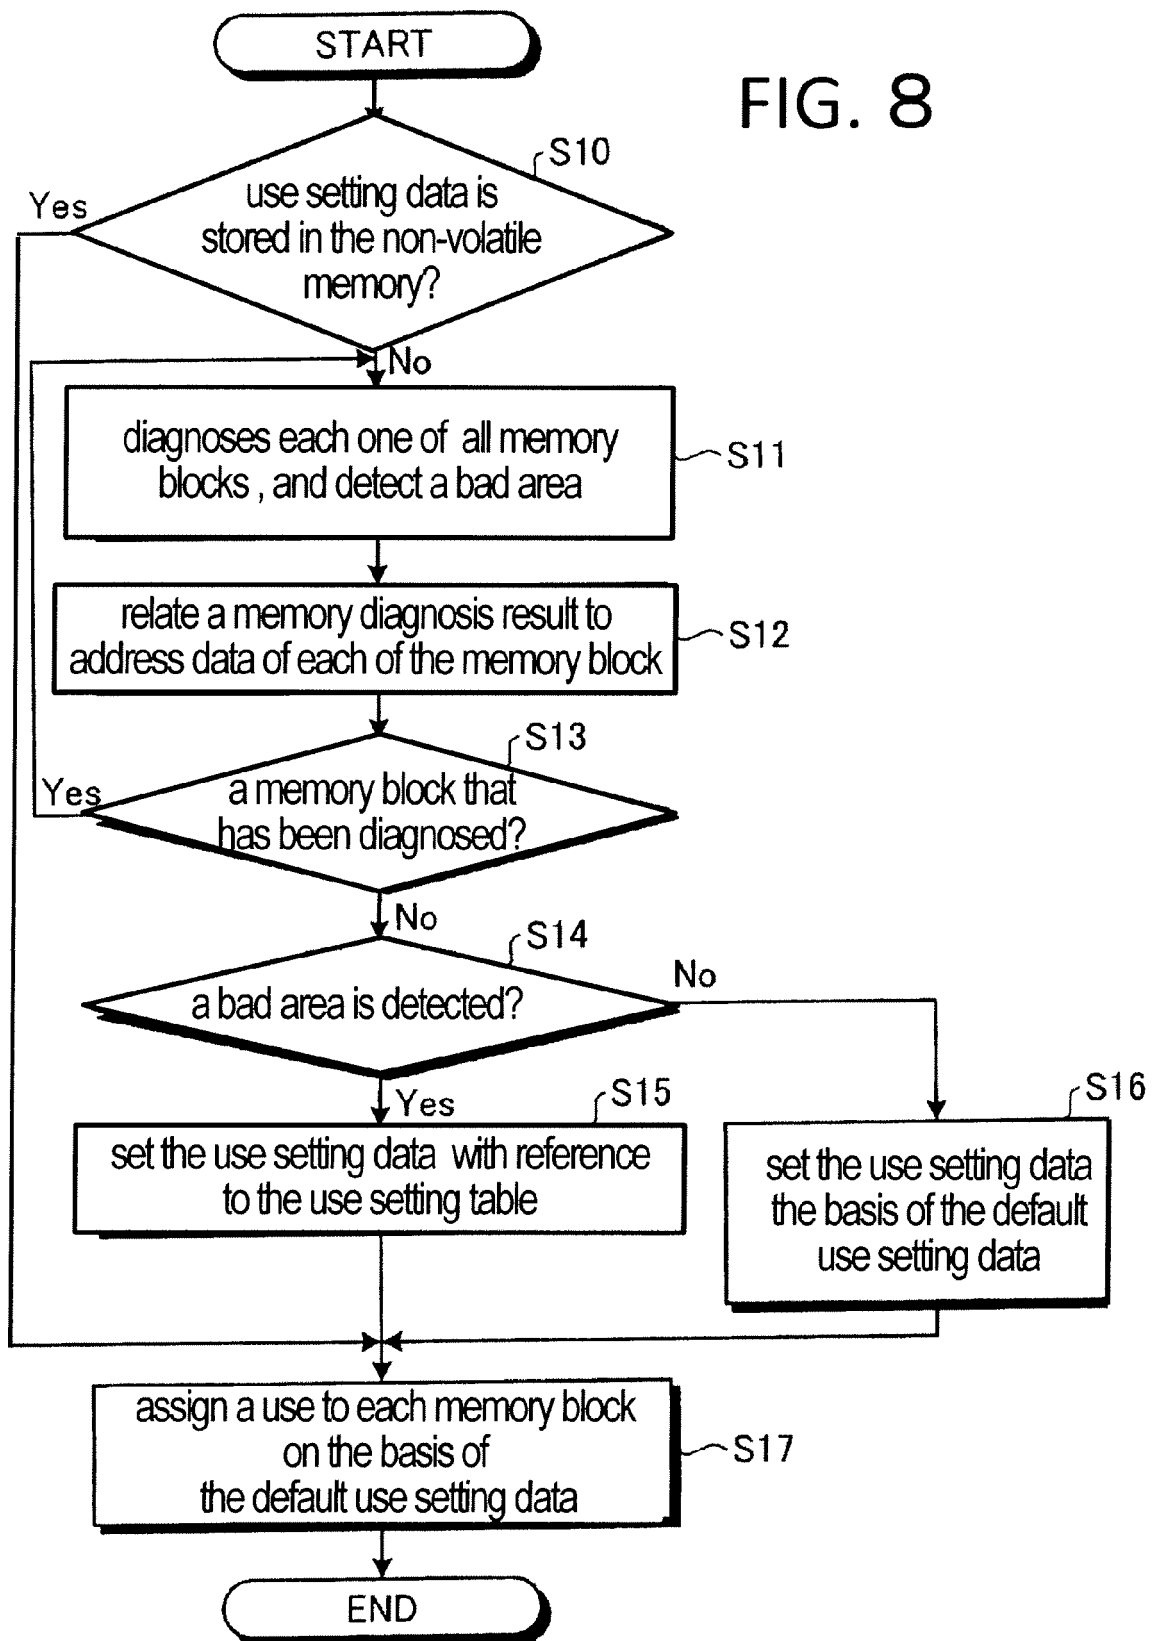 START
FIG. 8
S10
Yes
use setting data is
stored in the non-volatile
memory?
No
diagnoses each one of all memory
blocks , and detect a bad area
S11
relate a memory diagnosis result to
address data of each of the memory block
S12
S13
Yes
a memory block that
has been diagnosed?
No
S14
a bad area is detected?
No
Yes
S15
set the use setting data with reference
to the use setting table
S16
set the use setting data
the basis of the default
use setting data
assign a use to each memory block
on the basis of
the default use setting data
S17
END